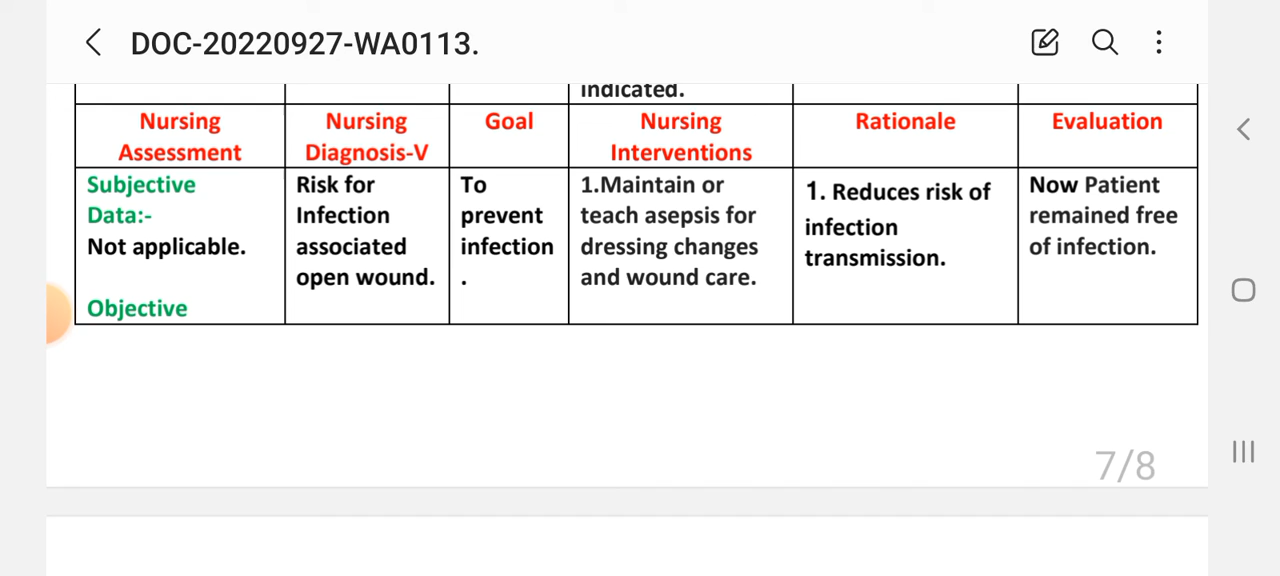 DOC-20220927-WA0113.
indicated.
Nursing
Assessment
Nursing
Diagnosis-V
Goal
Nursing
Interventions
Rationale
Evaluation
Subjective
Data:-
Not applicable.
Objective
Risk for
Infection
associated
open wound.
To
prevent
infection
.
1.Maintain or
teach asepsis for
dressing changes
and wound care.
1. Reduces risk of
infection
transmission.
Now Patient
remained free
of infection.
7/8